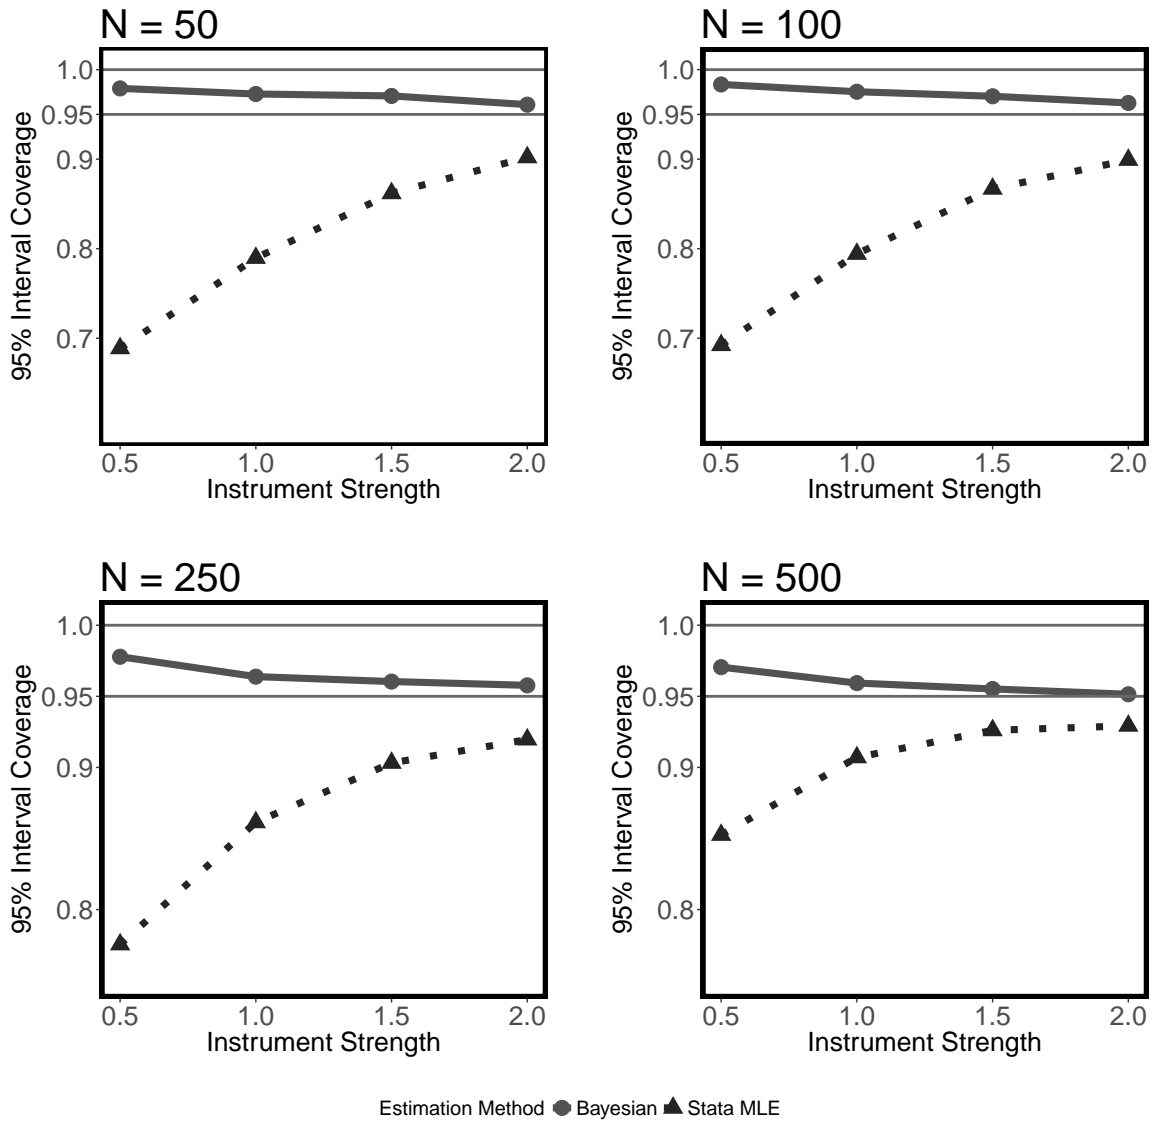 N = 50
95% Interval Coverage
1.0
0.95
0.9
0.8
0.7
0.5 1.0 1.5 2.0
Instrument Strength
N = 100
95% Interval Coverage
1.0
0.95
0.9
0.8
0.7
0.5 1.0 1.5 2.0
Instrument Strength
N = 250
95% Interval Coverage
1.0
0.95
0.9
0.8
0.5 1.0 1.5 2.0
Instrument Strength
N = 500
95% Interval Coverage
1.0
0.95
0.9
0.8
0.5 1.0 1.5 2.0
Instrument Strength
Estimation Method Bayesian Stata MLE